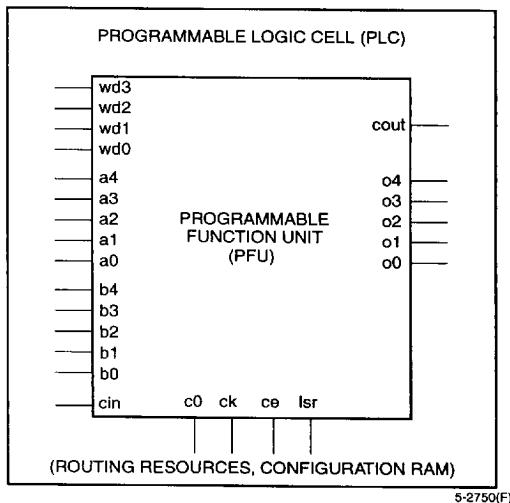 PROGRAMMABLE LOGIC CELL (PLC)
wd3
wd2
wd1
wd0
cout
a4
a3
a2
a1
a0
o4
o3
o2
o1
o0
PROGRAMMABLE
FUNCTION UNIT
(PFU)
b4
b3
b2
b1
b0
cin
c0 ck ce lsr
(ROUTING RESOURCES, CONFIGURATION RAM)
5-2750(F)